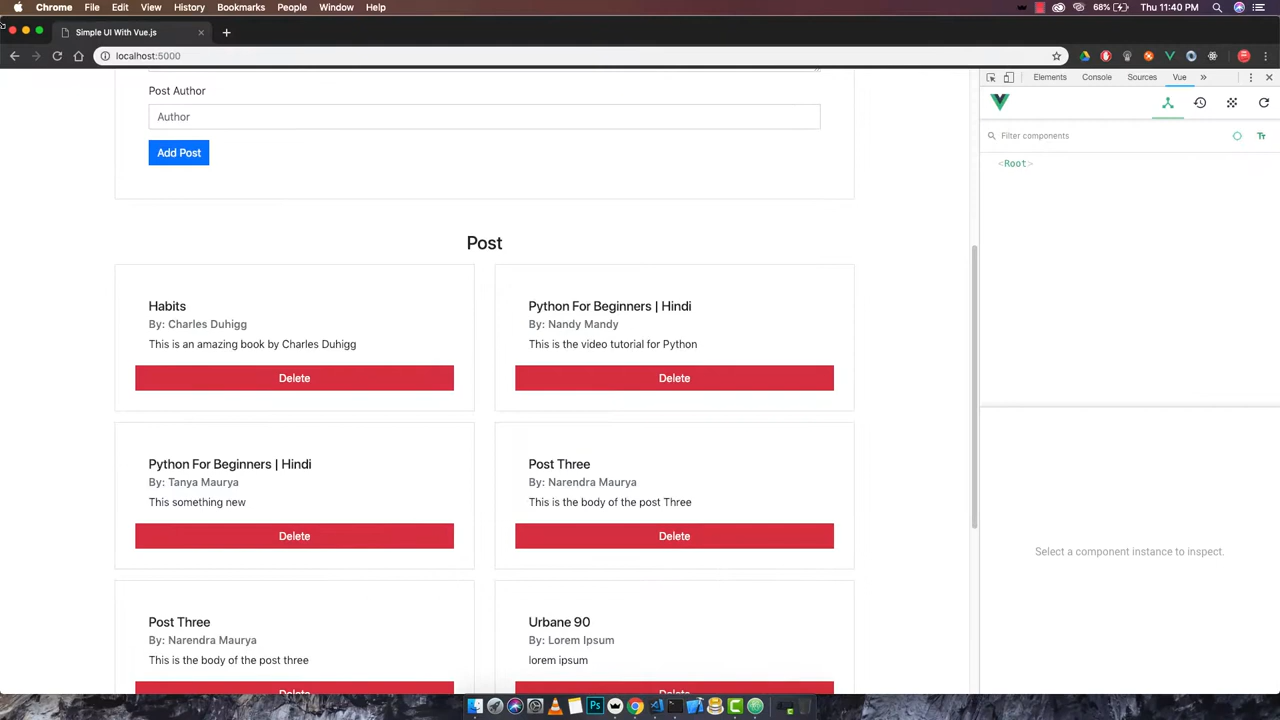 Chrome File Edit View History Bookmarks People Window Help 68% Thu 11:40 PM
Simple UI With Vue.js
localhost:5000
Elements Console Sources Vue
Filter components
<Root>
Select a component instance to inspect.
Post Author
Author
Add Post
Post
Habits
By: Charles Duhigg
This is an amazing book by Charles Duhigg
Delete
Python For Beginners | Hindi
By: Nandy Mandy
This is the video tutorial for Python
Delete
Python For Beginners | Hindi
By: Tanya Maurya
This something new
Delete
Post Three
By: Narendra Maurya
This is the body of the post Three
Delete
Post Three
By: Narendra Maurya
This is the body of the post three
Delete
Urbane 90
By: Lorem Ipsum
lorem ipsum
Delete
Ps